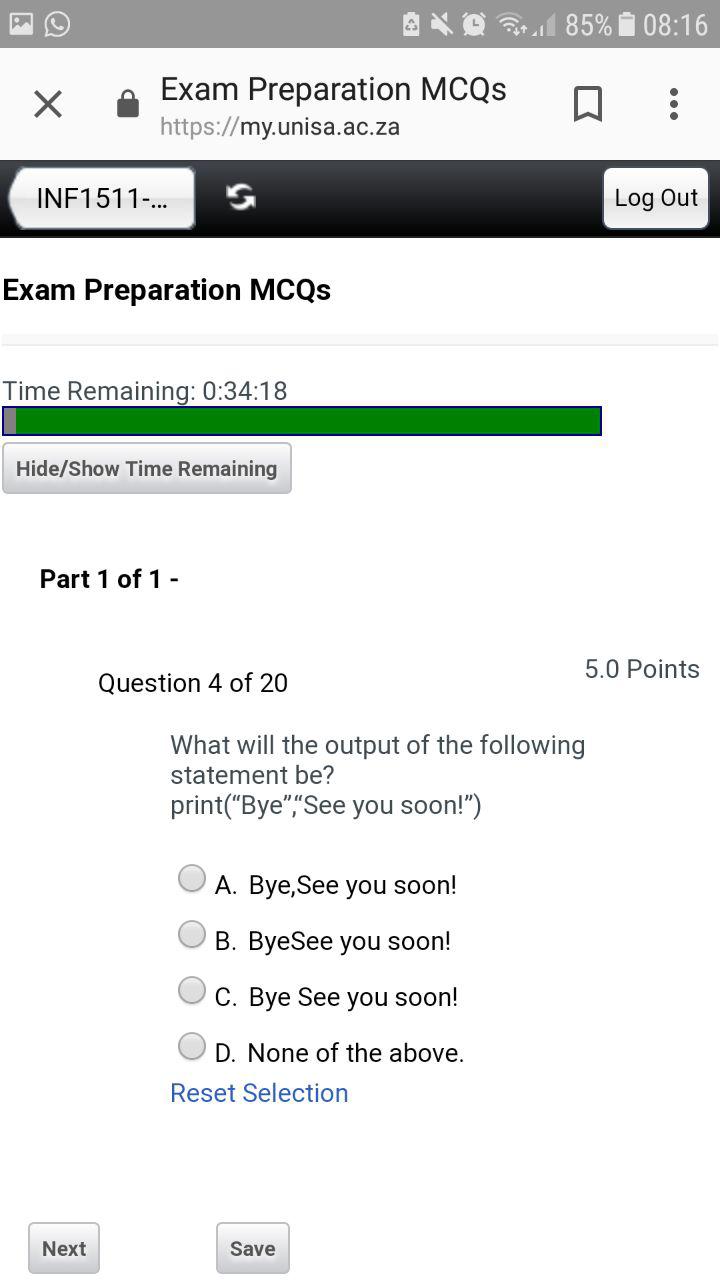 85% 08:16
Exam Preparation MCQs
https://my.unisa.ac.za
INF1511-...
Log Out
Exam Preparation MCQs
Time Remaining: 0:34:18
Hide/Show Time Remaining
Part 1 of 1 -
5.0 Points
Question 4 of 20
What will the output of the following
statement be?
print(“Bye”,“See you soon!”)
A. Bye,See you soon!
B. ByeSee you soon!
C. Bye See you soon!
D. None of the above.
Reset Selection
Next Save